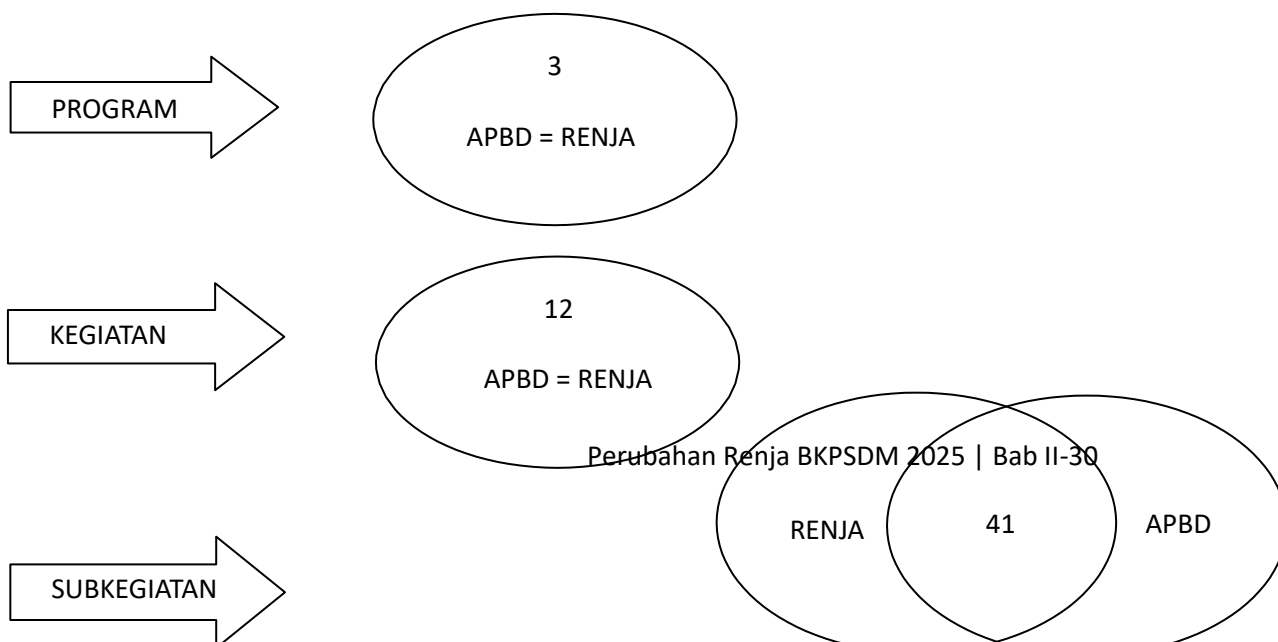 3
PROGRAM
APBD = RENJA
12
KEGIATAN
APBD = RENJA
Perubahan Renja BKPSDM 2025 | Bab II-30
RENJA
41
APBD
SUBKEGIATAN